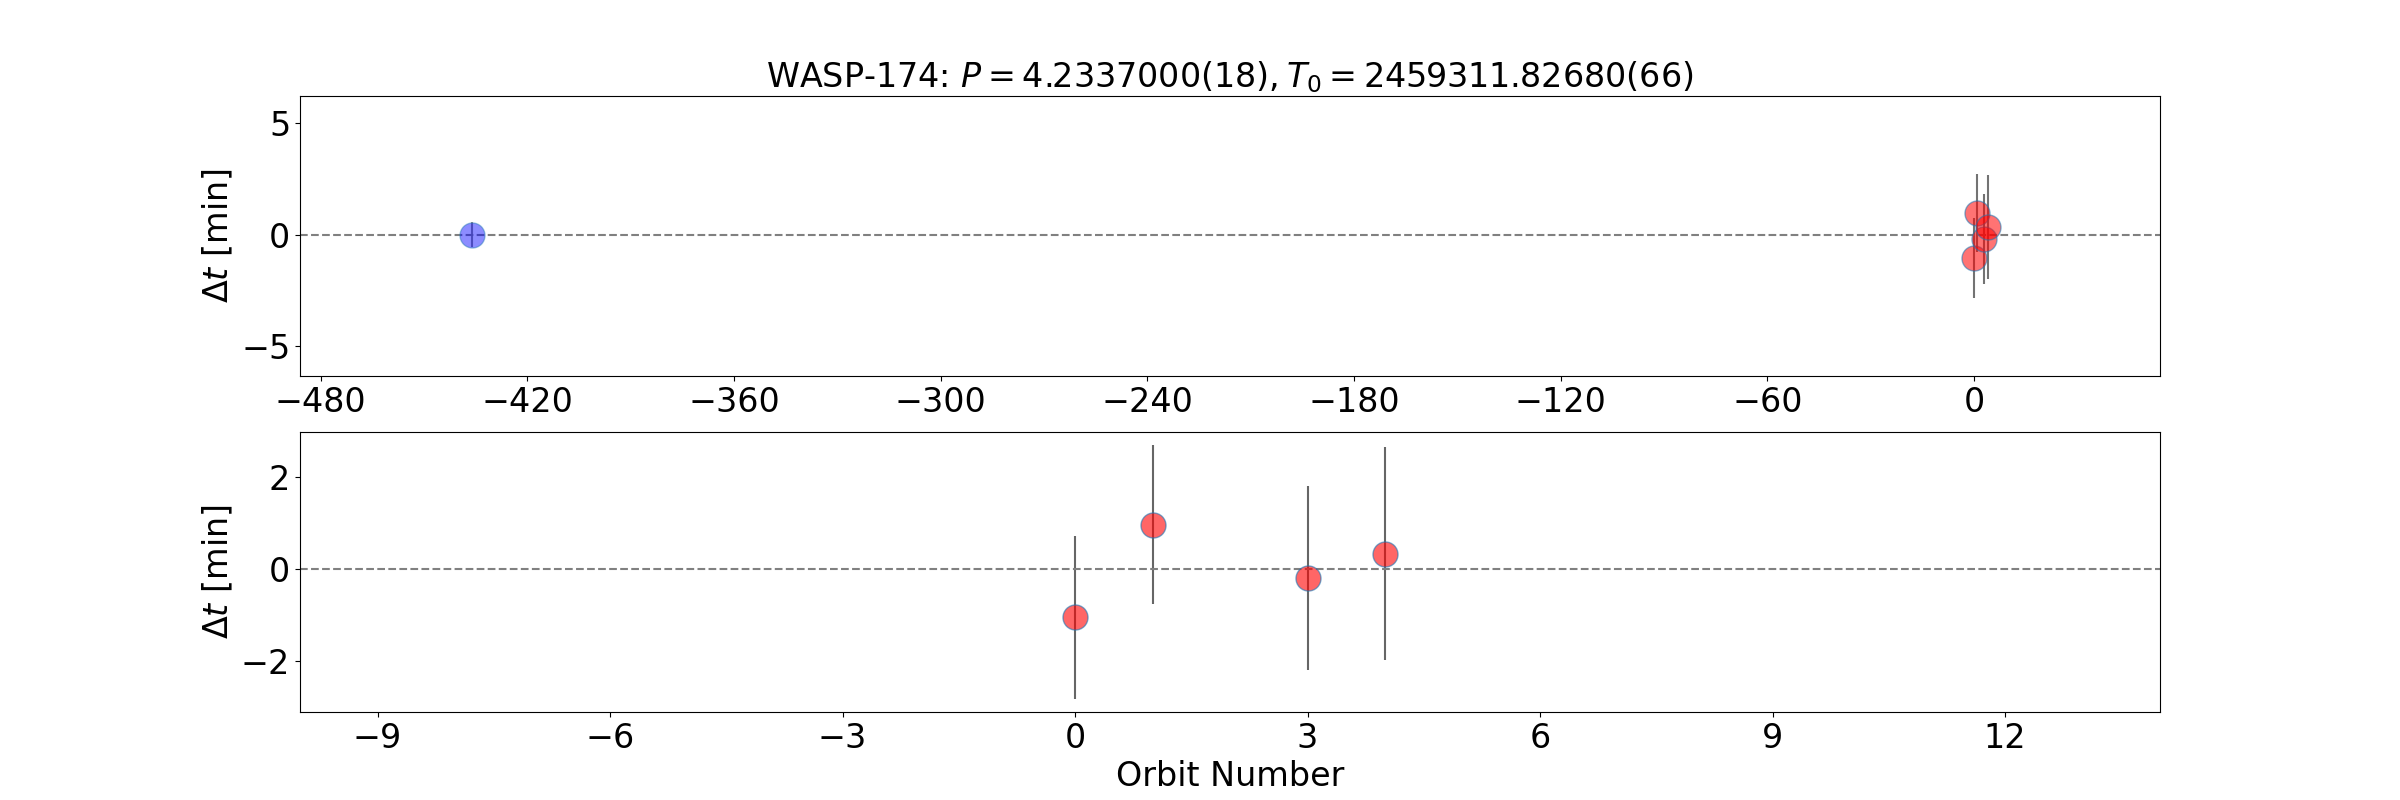 WASP-174: P = 4.2337000(18), T₀ = 2459311.82680(66)
5
0
−5
Δt [min]
−480 −420 −360 −300 −240 −180 −120 −60 0
2
0
−2
Δt [min]
−9 −6 −3 0 3 6 9 12
Orbit Number